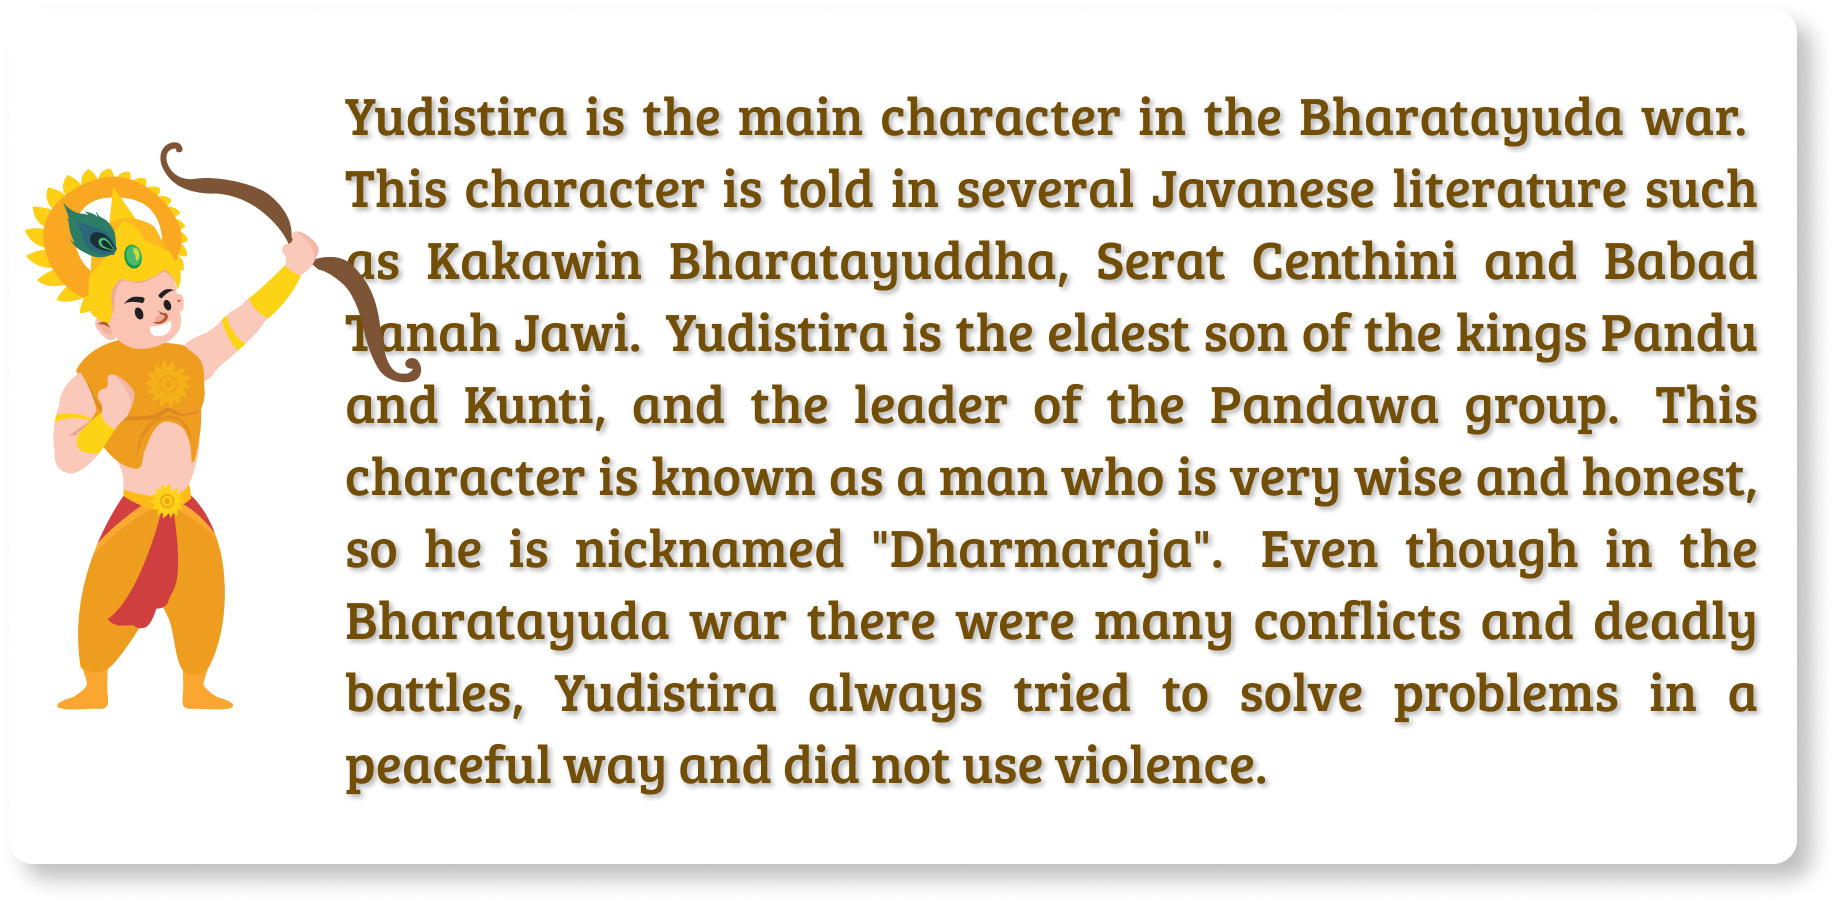 Yudistira is the main character in the Bharatayuda war.
This character is told in several Javanese literature such
as Kakawin Bharatayuddha, Serat Centhini and Babad
Tanah Jawi. Yudistira is the eldest son of the kings Pandu
and Kunti, and the leader of the Pandawa group. This
character is known as a man who is very wise and honest,
so he is nicknamed "Dharmaraja". Even though in the
Bharatayuda war there were many conflicts and deadly
battles, Yudistira always tried to solve problems in a
peaceful way and did not use violence.